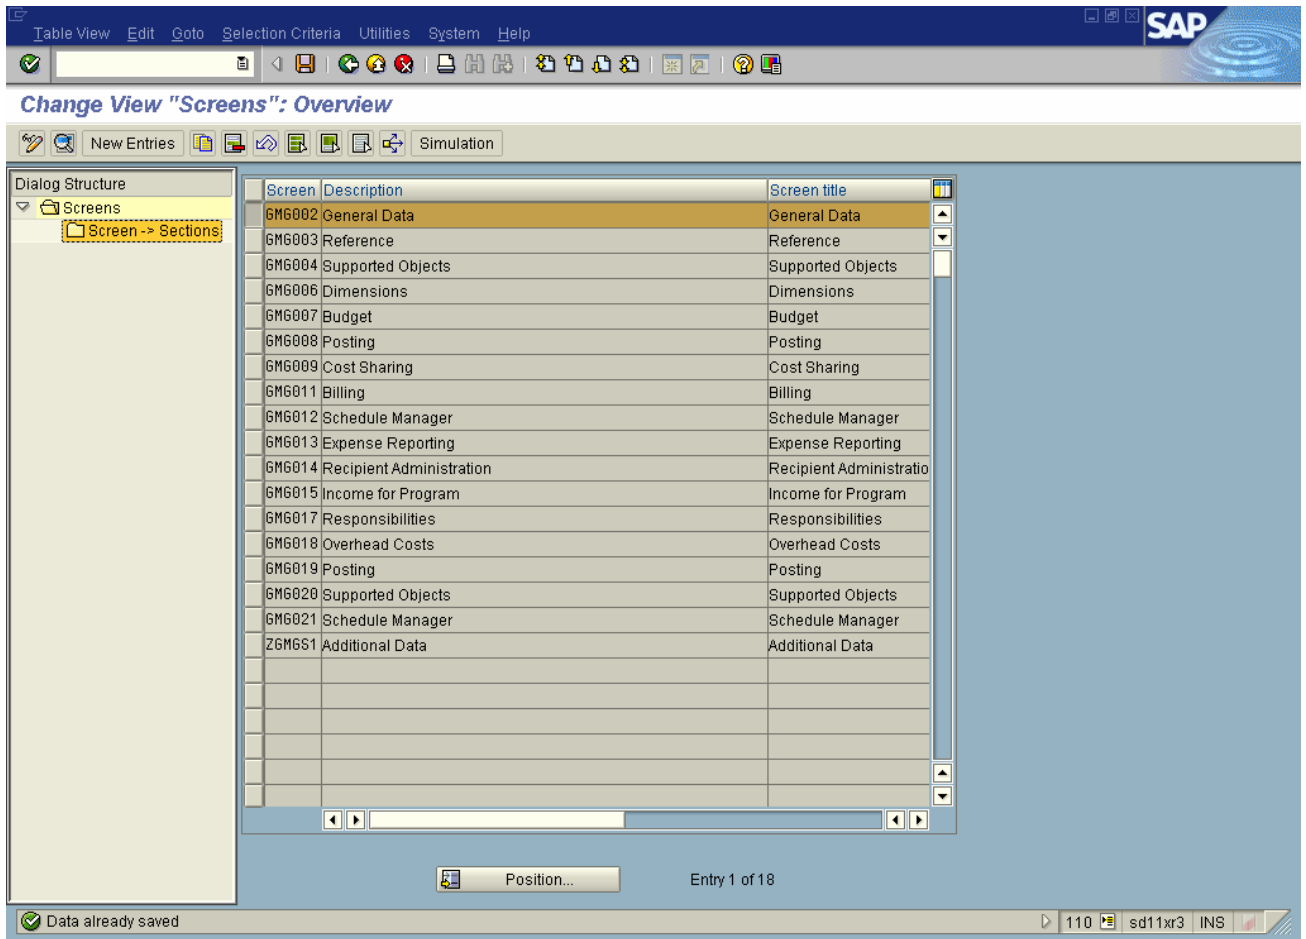 Table View Edit Goto Selection Criteria Utilities System Help
SAP
Change View "Screens": Overview
New Entries Simulation
Dialog Structure
Screens
Screen -> Sections
Screen Description Screen title
GMG002 General Data General Data
GMG003 Reference Reference
GMG004 Supported Objects Supported Objects
GMG006 Dimensions Dimensions
GMG007 Budget Budget
GMG008 Posting Posting
GMG009 Cost Sharing Cost Sharing
GMG011 Billing Billing
GMG012 Schedule Manager Schedule Manager
GMG013 Expense Reporting Expense Reporting
GMG014 Recipient Administration Recipient Administratio
GMG015 Income for Program Income for Program
GMG017 Responsibilities Responsibilities
GMG018 Overhead Costs Overhead Costs
GMG019 Posting Posting
GMG020 Supported Objects Supported Objects
GMG021 Schedule Manager Schedule Manager
ZGMGS1 Additional Data Additional Data
Position... Entry 1 of 18
Data already saved 110 sd11xr3 INS